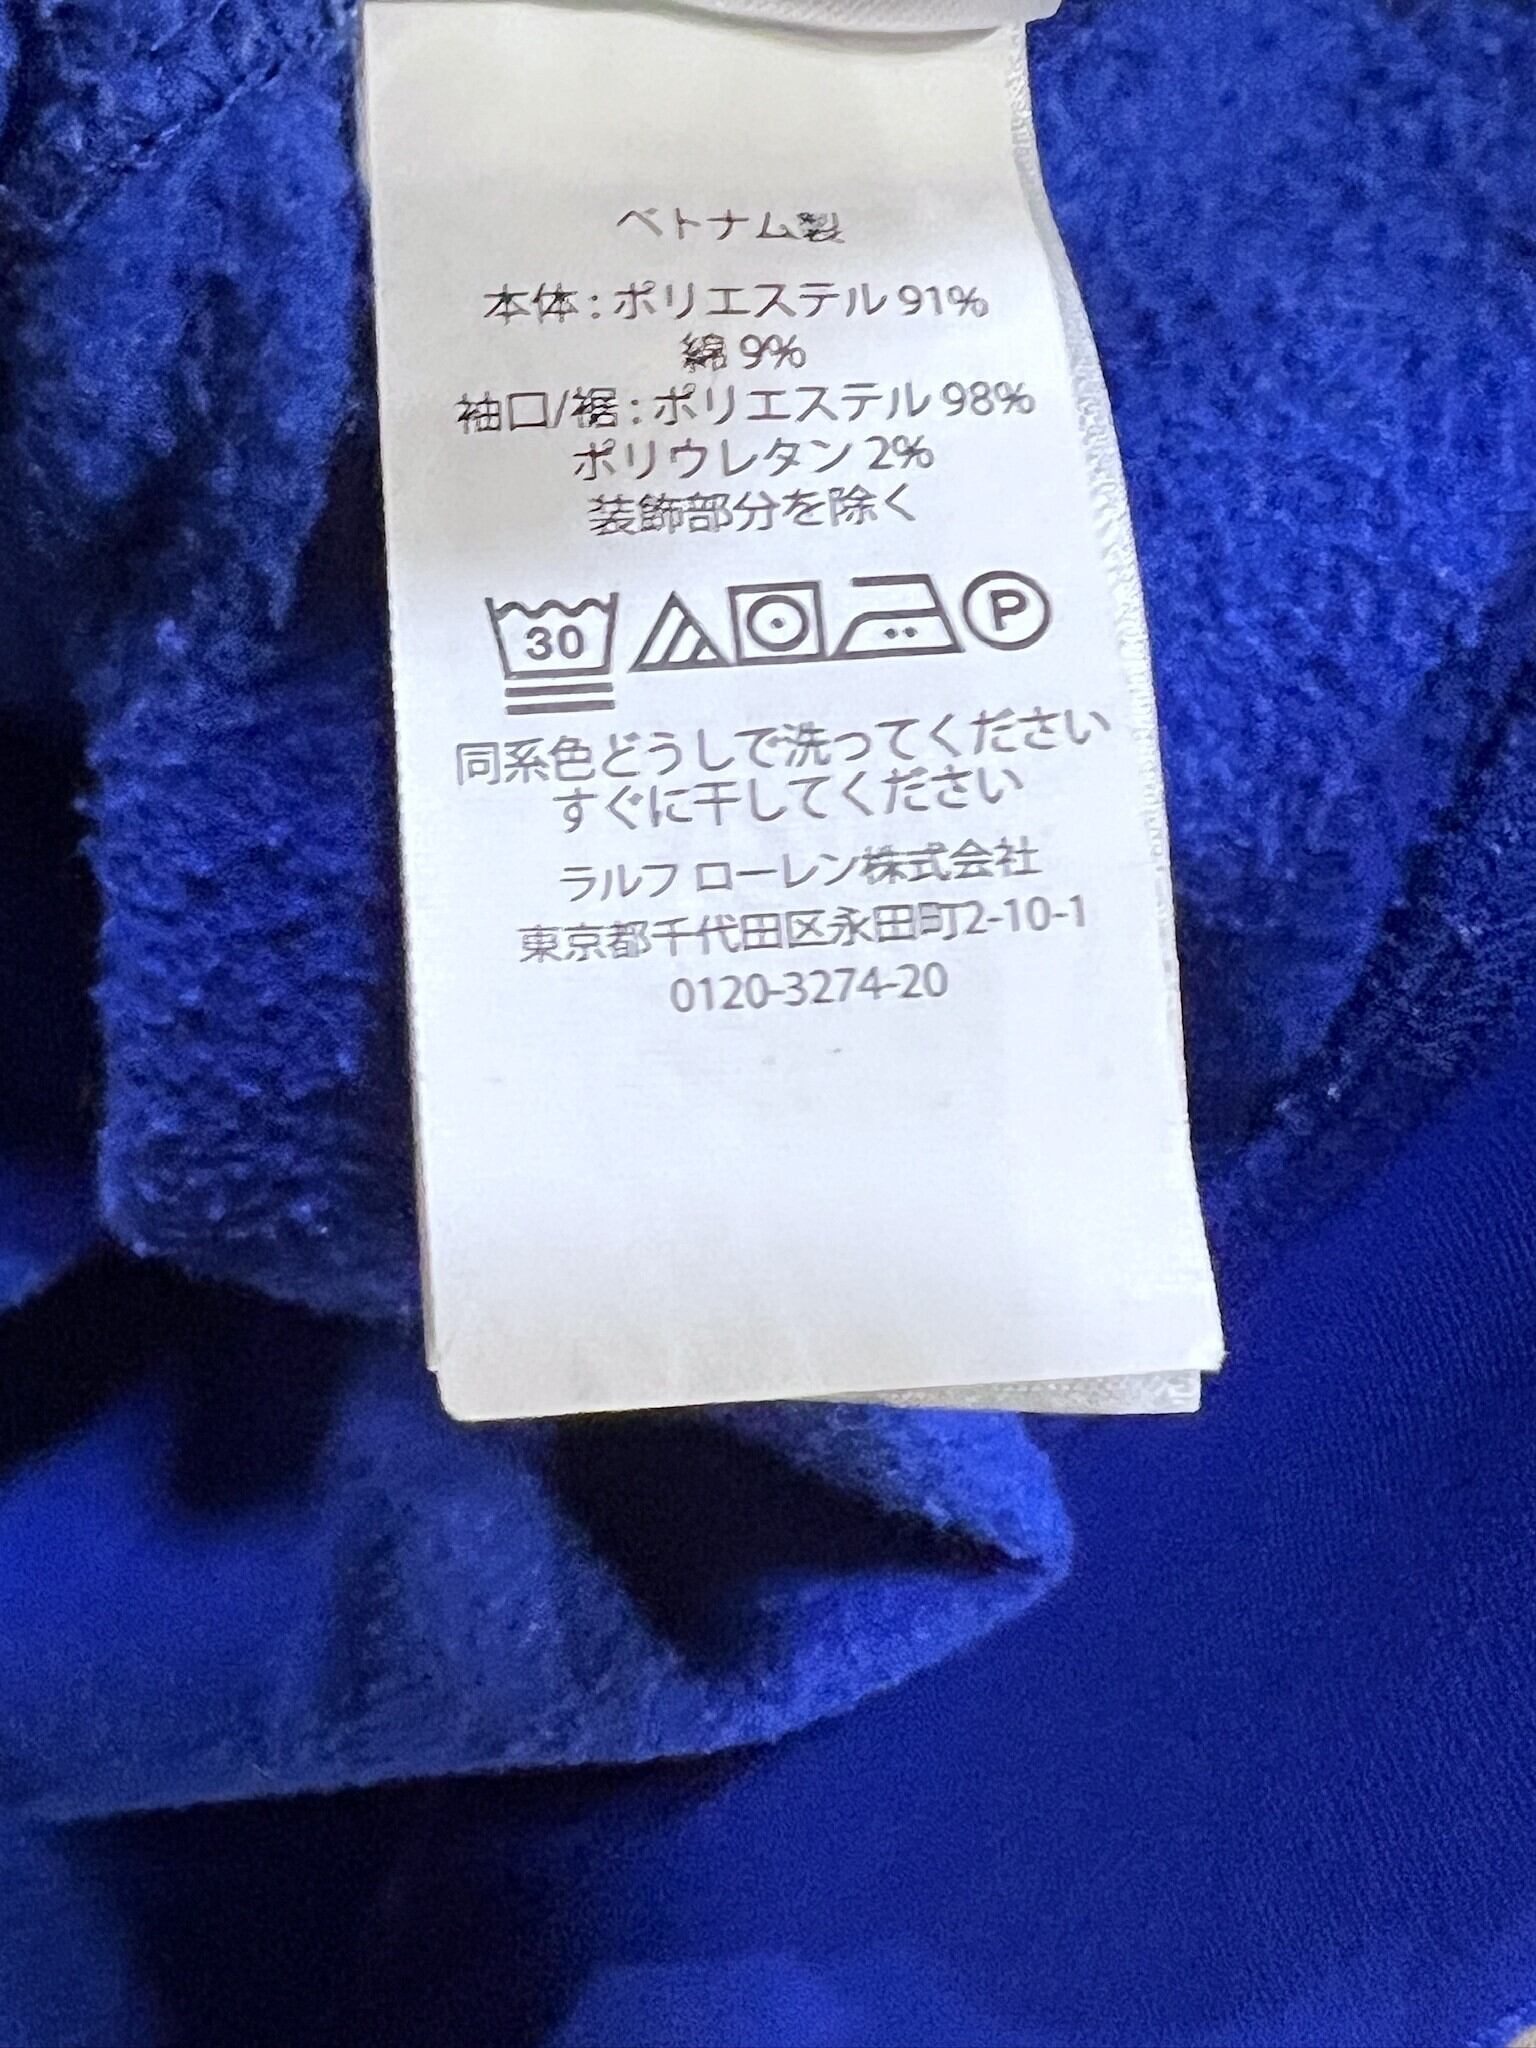 ベトナム製
本体：ポリエステル 91%
綿 9%
袖口/裾：ポリエステル 98%
ポリウレタン 2%
装飾部分を除く
30
P
同系色どうしで洗ってください
すぐに干してください
ラルフ ローレン株式会社
東京都千代田区永田町2-10-1
0120-3274-20